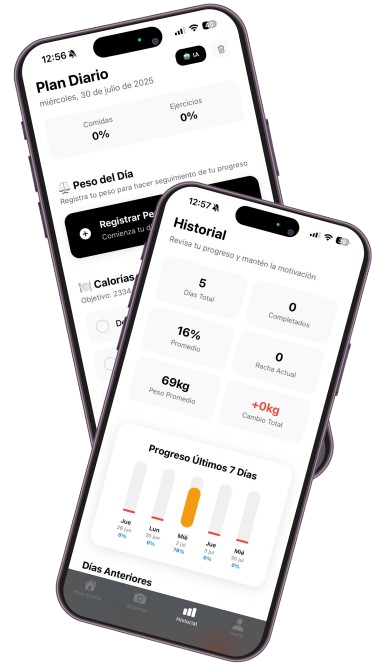 12:56
IA
Plan Diario
miércoles, 30 de julio de 2025
Comidas
0%
Ejercicios
0%
Peso del Día
Registra tu peso para hacer seguimiento de tu progreso
Registrar Pe
Comienza tu d
Calorías
Objetivo: 2334
De
12:57
Historial
Revisa tu progreso y mantén la motivación
5
Días Total
0
Completados
16%
Promedio
0
Racha Actual
69kg
Peso Promedio
+0kg
Cambio Total
Progreso Últimos 7 Días
Jue
26 jun
0%
Lun
30 jun
0%
Mié
2 jul
78%
Jue
3 jul
0%
Mié
30 jul
0%
Días Anteriores
Plan Diario
Escanear
Historial
Perfil